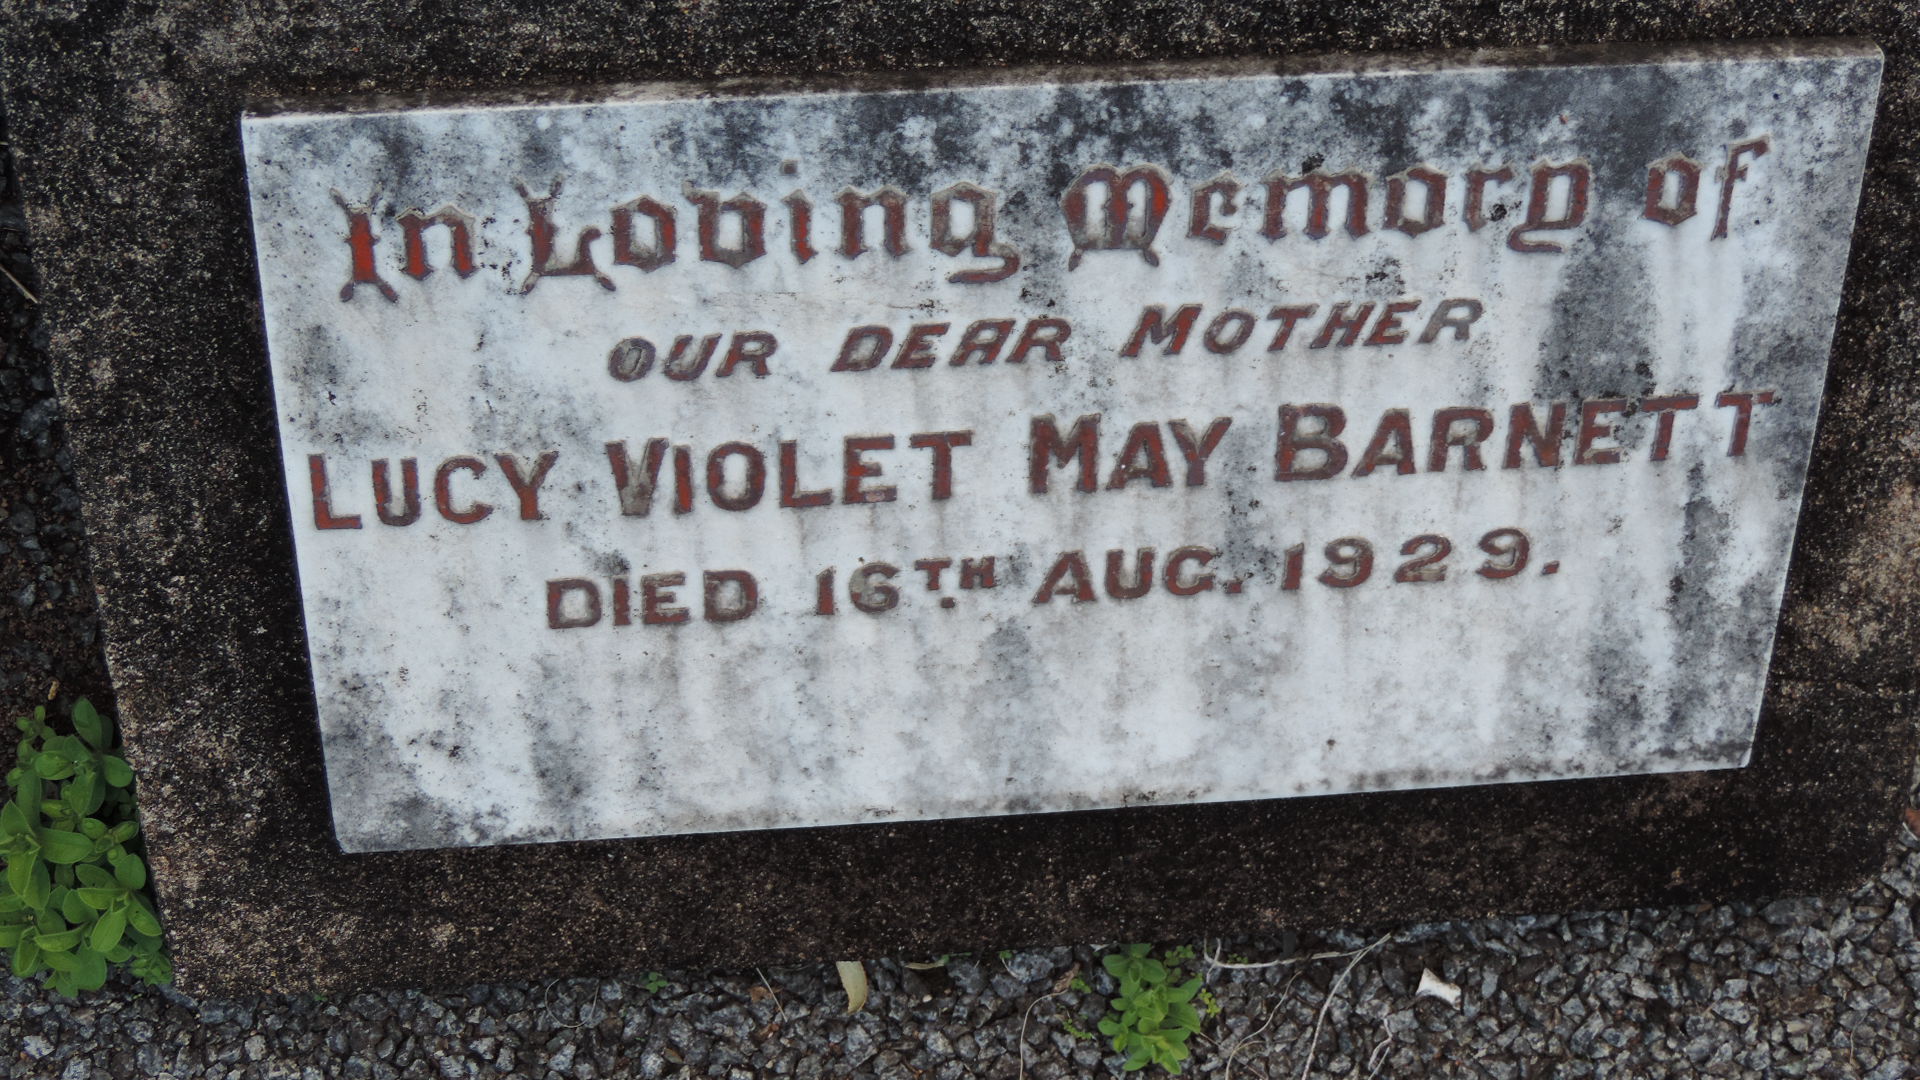 In Loving Memory of
OUR DEAR MOTHER
LUCY VIOLET MAY BARNETT
DIED 16TH. AUG. 1929.